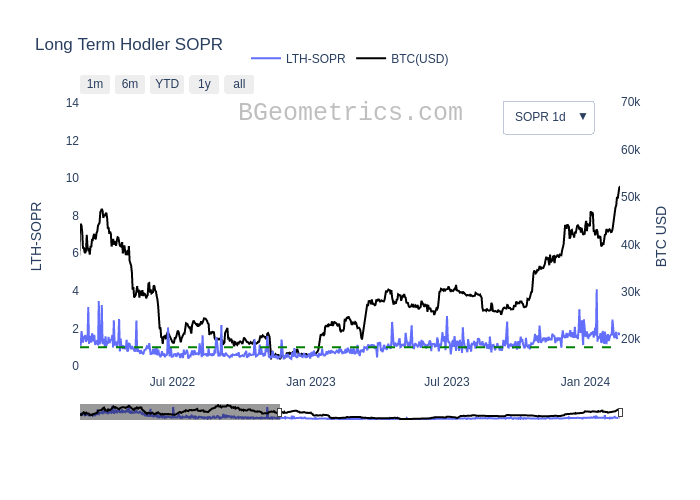 Long Term Hodler SOPR
LTH-SOPR BTC(USD)
1m 6m YTD 1y all
BGeometrics.com
SOPR 1d ▼
14
12
10
8
6
4
2
0
LTH-SOPR
70k
60k
50k
40k
30k
20k
BTC USD
Jul 2022 Jan 2023 Jul 2023 Jan 2024